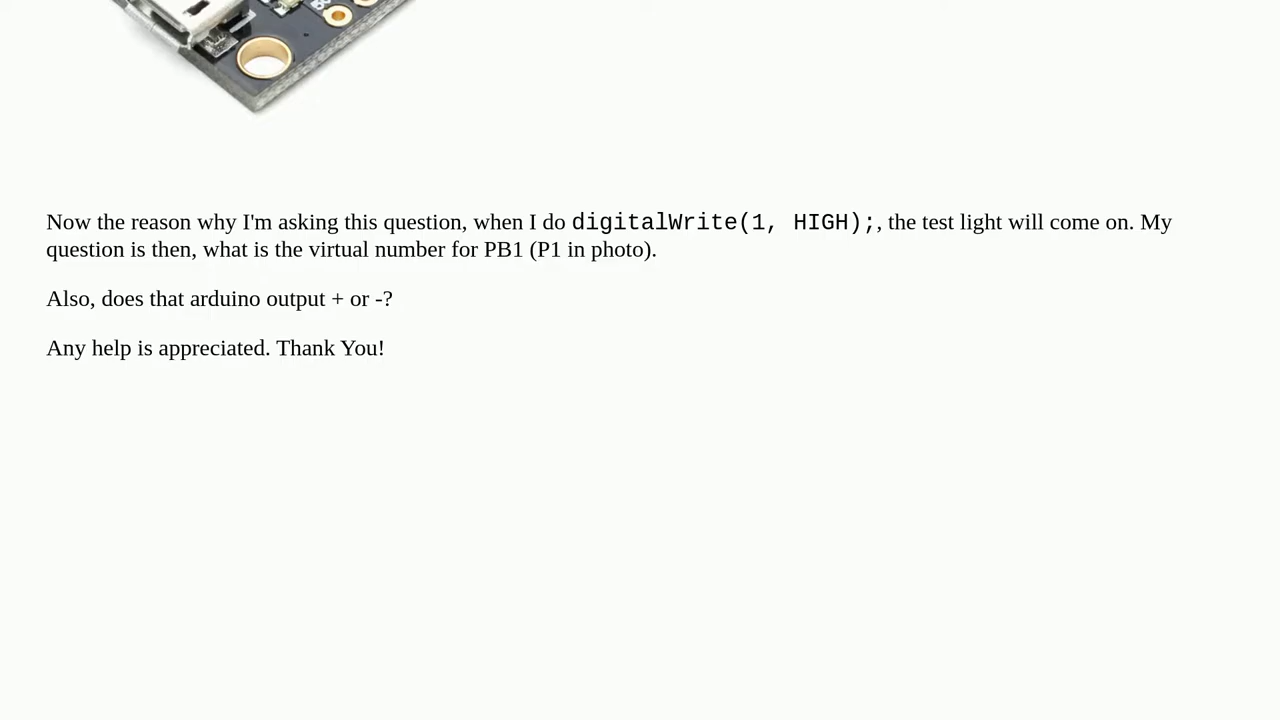 Now the reason why I'm asking this question, when I do digitalWrite(1, HIGH);, the test light will come on. My
question is then, what is the virtual number for PB1 (P1 in photo).
Also, does that arduino output + or -?
Any help is appreciated. Thank You!